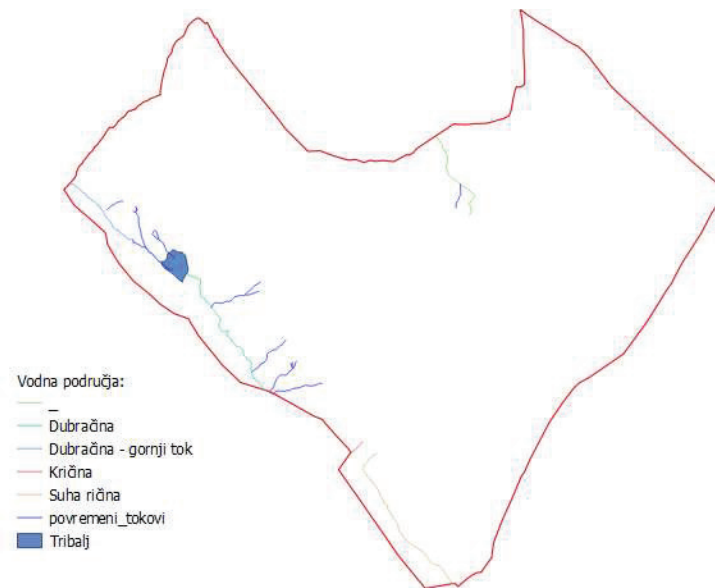 Vodna područja:
_
Dubračina
Dubračina - gornji tok
Kričina
Suha ričina
povremeni_tokovi
Tribalj